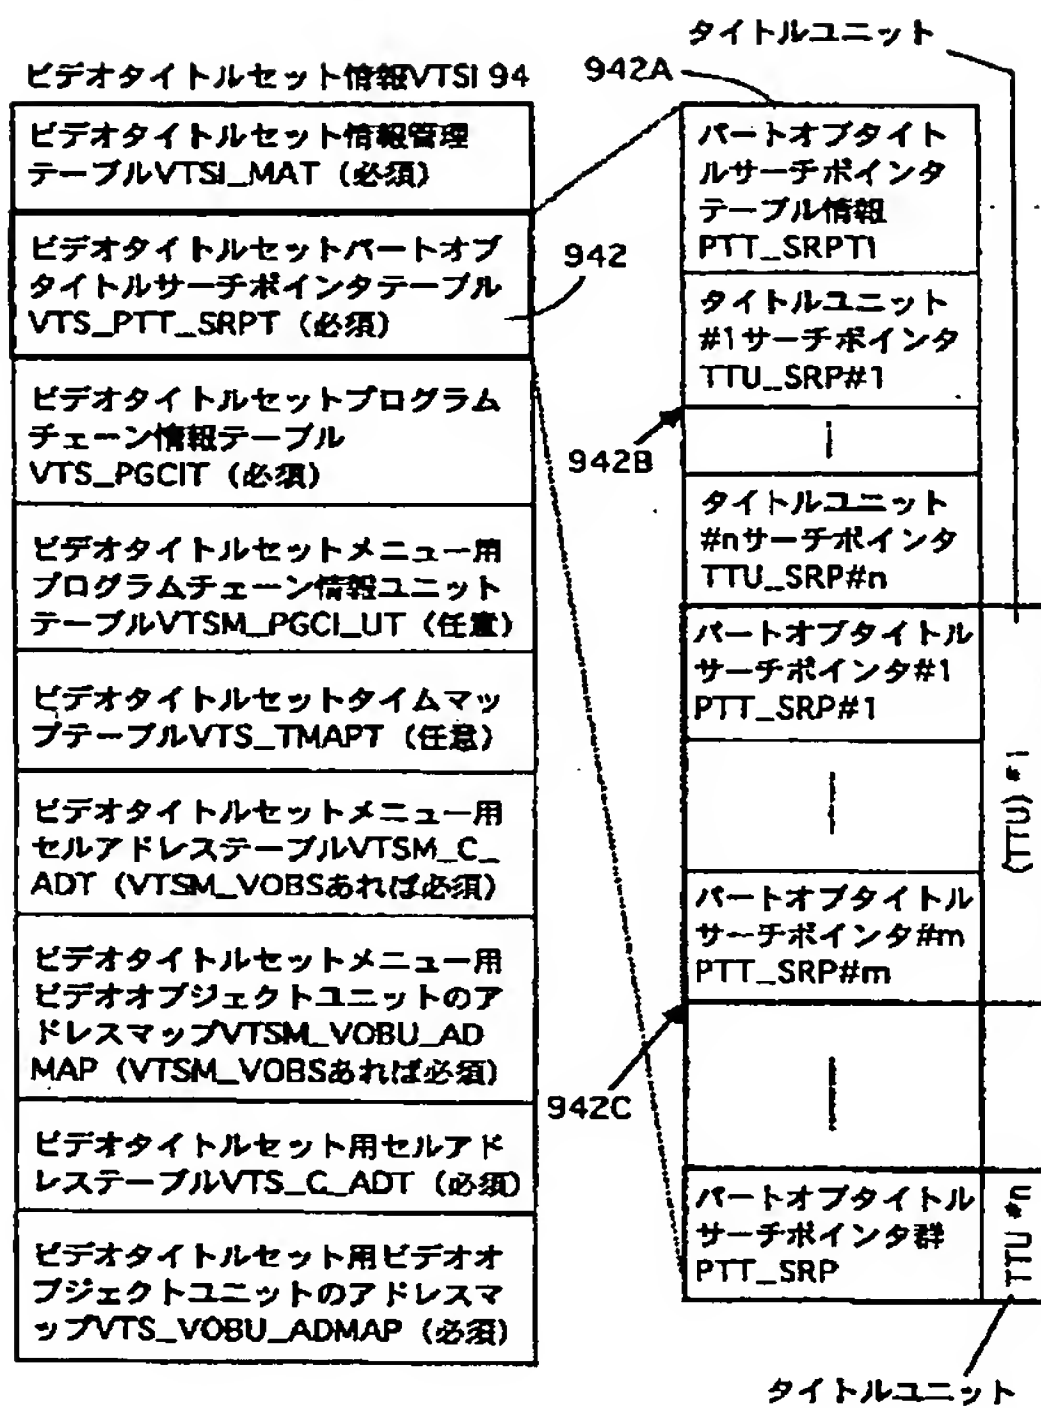 ビデオタイトルセット情報VTSI 94
ビデオタイトルセット情報管理
テーブルVTSI_MAT（必須）
ビデオタイトルセットパートオブ
タイトルサーチポインタテーブル
VTS_PTT_SRPT（必須）
ビデオタイトルセットプログラム
チェーン情報テーブル
VTS_PGCIT（必須）
ビデオタイトルセットメニュー用
プログラムチェーン情報ユニット
テーブルVTSM_PGCI_UT（任意）
ビデオタイトルセットタイムマッ
プテーブルVTS_TMAPT（任意）
ビデオタイトルセットメニュー用
セルアドレステーブルVTSM_C_
ADT（VTSM_VOBSあれば必須）
ビデオタイトルセットメニュー用
ビデオオブジェクトユニットのア
ドレスマップVTSM_VOBU_AD
MAP（VTSM_VOBSあれば必須）
ビデオタイトルセット用セルアド
レステーブルVTS_C_ADT（必須）
ビデオタイトルセット用ビデオオ
ブジェクトユニットのアドレスマ
ップVTS_VOBU_ADMAP（必須）
942
タイトルユニット
942A
パートオブタイト
ルサーチポインタ
テーブル情報
PTT_SRPTI
タイトルユニット
#1サーチポインタ
TTU_SRP#1
942B
タイトルユニット
#nサーチポインタ
TTU_SRP#n
パートオブタイトル
サーチポインタ#1
PTT_SRP#1
(TTU) #1
パートオブタイトル
サーチポインタ#m
PTT_SRP#m
942C
パートオブタイトル
サーチポインタ群
PTT_SRP
TTU #n
タイトルユニット